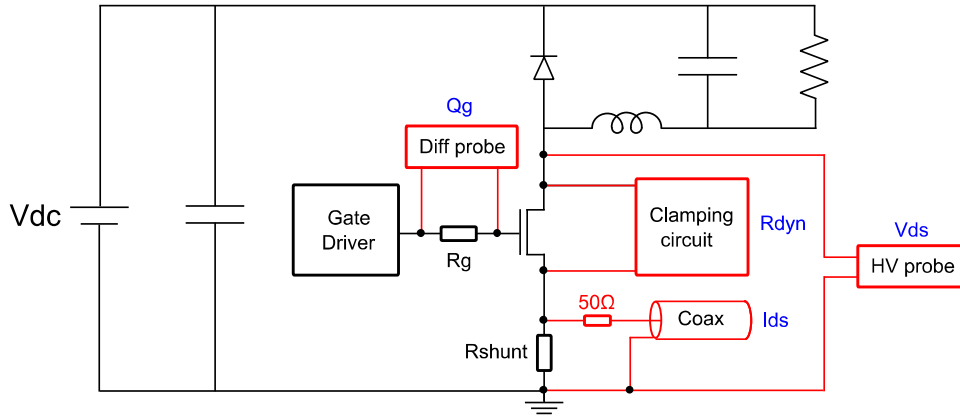 Qg
Diff probe
Vdc
Gate
Driver
Rg
Clamping
circuit
Rdyn
Vds
HV probe
50Ω
Coax
Ids
Rshunt